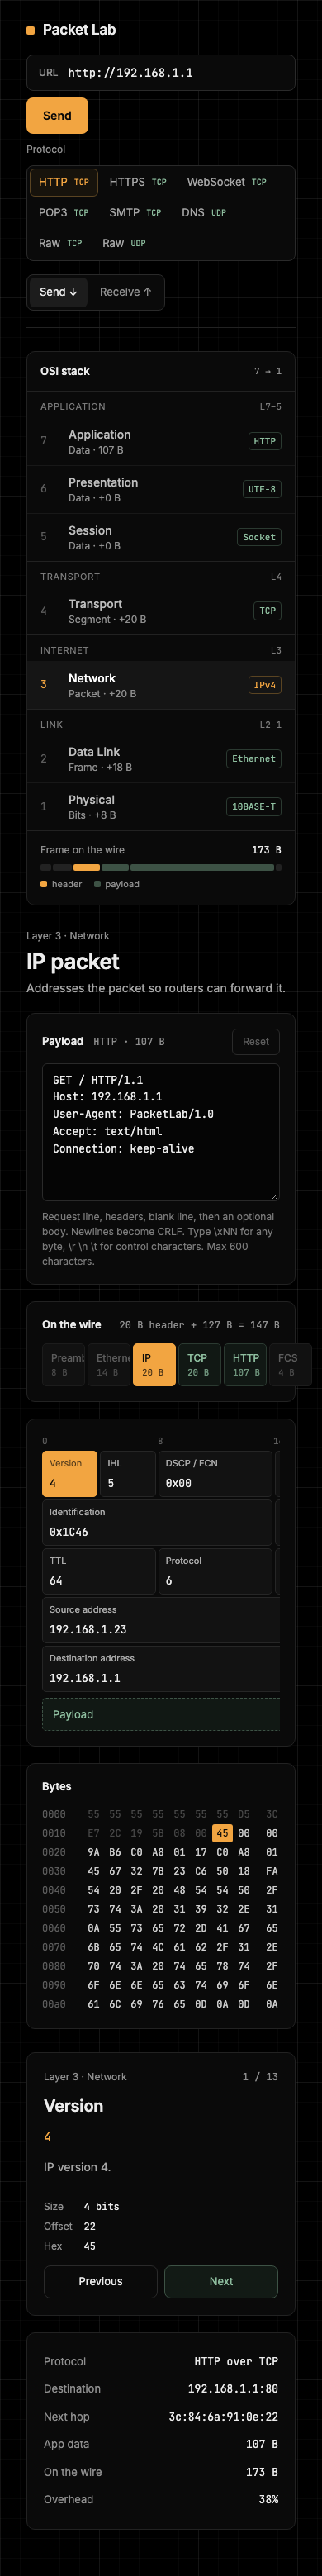 Packet Lab
URL http://192.168.1.1
Send
Protocol
HTTP TCP HTTPS TCP WebSocket TCP
POP3 TCP SMTP TCP DNS UDP
Raw TCP Raw UDP
Send ↓ Receive ↑
OSI stack 7 → 1
APPLICATION L7–5
7 Application HTTP
Data · 107 B
6 Presentation UTF-8
Data · +0 B
5 Session Socket
Data · +0 B
TRANSPORT L4
4 Transport TCP
Segment · +20 B
INTERNET L3
3 Network IPv4
Packet · +20 B
LINK L2–1
2 Data Link Ethernet
Frame · +18 B
1 Physical 10BASE-T
Bits · +8 B
Frame on the wire 173 B
header payload
Layer 3 · Network
IP packet
Addresses the packet so routers can forward it.
Payload HTTP · 107 B Reset
GET / HTTP/1.1
Host: 192.168.1.1
User-Agent: PacketLab/1.0
Accept: text/html
Connection: keep-alive
Request line, headers, blank line, then an optional
body. Newlines become CRLF. Type \xNN for any
byte, \r \n \t for control characters. Max 600
characters.
On the wire 20 B header + 127 B = 147 B
Preamb Etherne IP TCP HTTP FCS
8 B 14 B 20 B 20 B 107 B 4 B
0 8 1
Version IHL DSCP / ECN
4 5 0x00
Identification
0x1C46
TTL Protocol
64 6
Source address
192.168.1.23
Destination address
192.168.1.1
Payload
Bytes
0000 55 55 55 55 55 55 55 D5 3C
0010 E7 2C 19 5B 08 00 45 00 00
0020 9A B6 C0 A8 01 17 C0 A8 01
0030 45 67 32 7B 23 C6 50 18 FA
0040 54 20 2F 20 48 54 54 50 2F
0050 73 74 3A 20 31 39 32 2E 31
0060 0A 55 73 65 72 2D 41 67 65
0070 6B 65 74 4C 61 62 2F 31 2E
0080 70 74 3A 20 74 65 78 74 2F
0090 6F 6E 6E 65 63 74 69 6F 6E
00a0 61 6C 69 76 65 0D 0A 0D 0A
Layer 3 · Network 1 / 13
Version
4
IP version 4.
Size 4 bits
Offset 22
Hex 45
Previous Next
Protocol HTTP over TCP
Destination 192.168.1.1:80
Next hop 3c:84:6a:91:0e:22
App data 107 B
On the wire 173 B
Overhead 38%